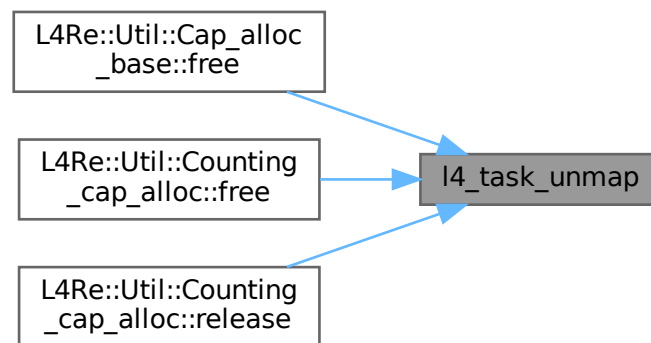 L4Re::Util::Cap_alloc
_base::free
L4Re::Util::Counting
_cap_alloc::free
l4_task_unmap
L4Re::Util::Counting
_cap_alloc::release